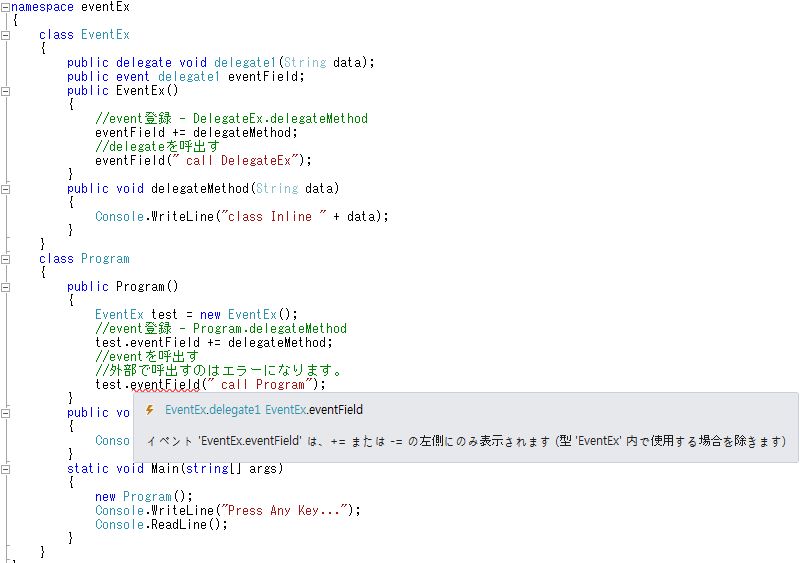 namespace eventEx
{
class EventEx
{
public delegate void delegate1(String data);
public event delegate1 eventField;
public EventEx()
{
//event登録 - DelegateEx.delegateMethod
eventField += delegateMethod;
//delegateを呼出す
eventField(" call DelegateEx");
}
public void delegateMethod(String data)
{
Console.WriteLine("class Inline " + data);
}
}
class Program
{
public Program()
{
EventEx test = new EventEx();
//event登録 - Program.delegateMethod
test.eventField += delegateMethod;
//eventを呼出す
//外部で呼出すのはエラーになります。
test.eventField(" call Program");
}
EventEx.delegate1 EventEx.eventField
public vo
{
イベント 'EventEx.eventField' は、+= または -= の左側にのみ表示されます (型 'EventEx' 内で使用する場合を除きます)
Conso
}
static void Main(string[] args)
{
new Program();
Console.WriteLine("Press Any Key...");
Console.ReadLine();
}
}